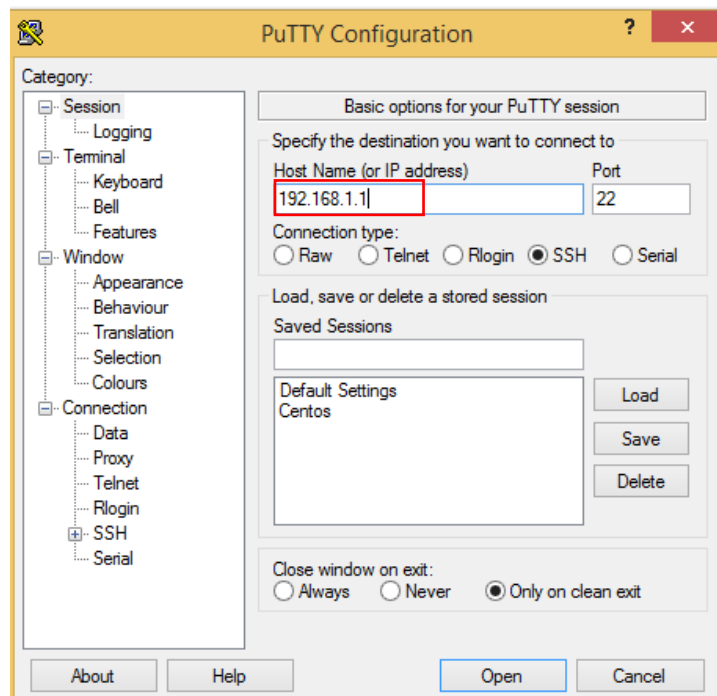 PuTTY Configuration ? ×
Category:
Session
Logging
Terminal
Keyboard
Bell
Features
Window
Appearance
Behaviour
Translation
Selection
Colours
Connection
Data
Proxy
Telnet
Rlogin
SSH
Serial
Basic options for your PuTTY session
Specify the destination you want to connect to
Host Name (or IP address) Port
192.168.1.1 22
Connection type:
Raw Telnet Rlogin SSH Serial
Load, save or delete a stored session
Saved Sessions
Default Settings
Centos
Load
Save
Delete
Close window on exit:
Always Never Only on clean exit
About Help Open Cancel